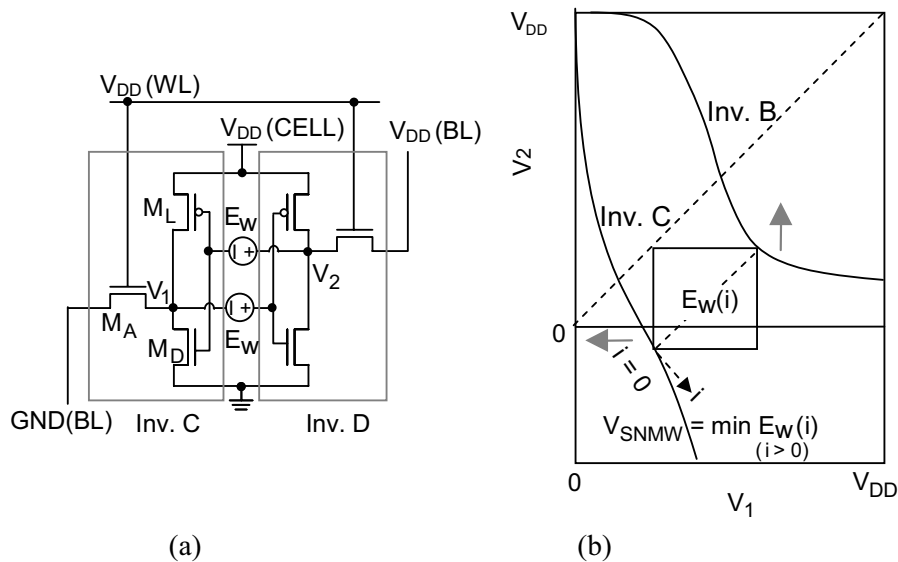 V_DD(WL)
V_DD(CELL)
V_DD(BL)
M_L
E_W
V_1
V_2
M_A
M_D
E_W
GND(BL)
Inv. C
Inv. D
(a)
V_DD
V2
Inv. B
Inv. C
E_W(i)
0
i = 0
i
V_SNMW = min E_W(i)
(i > 0)
0
V_1
V_DD
(b)